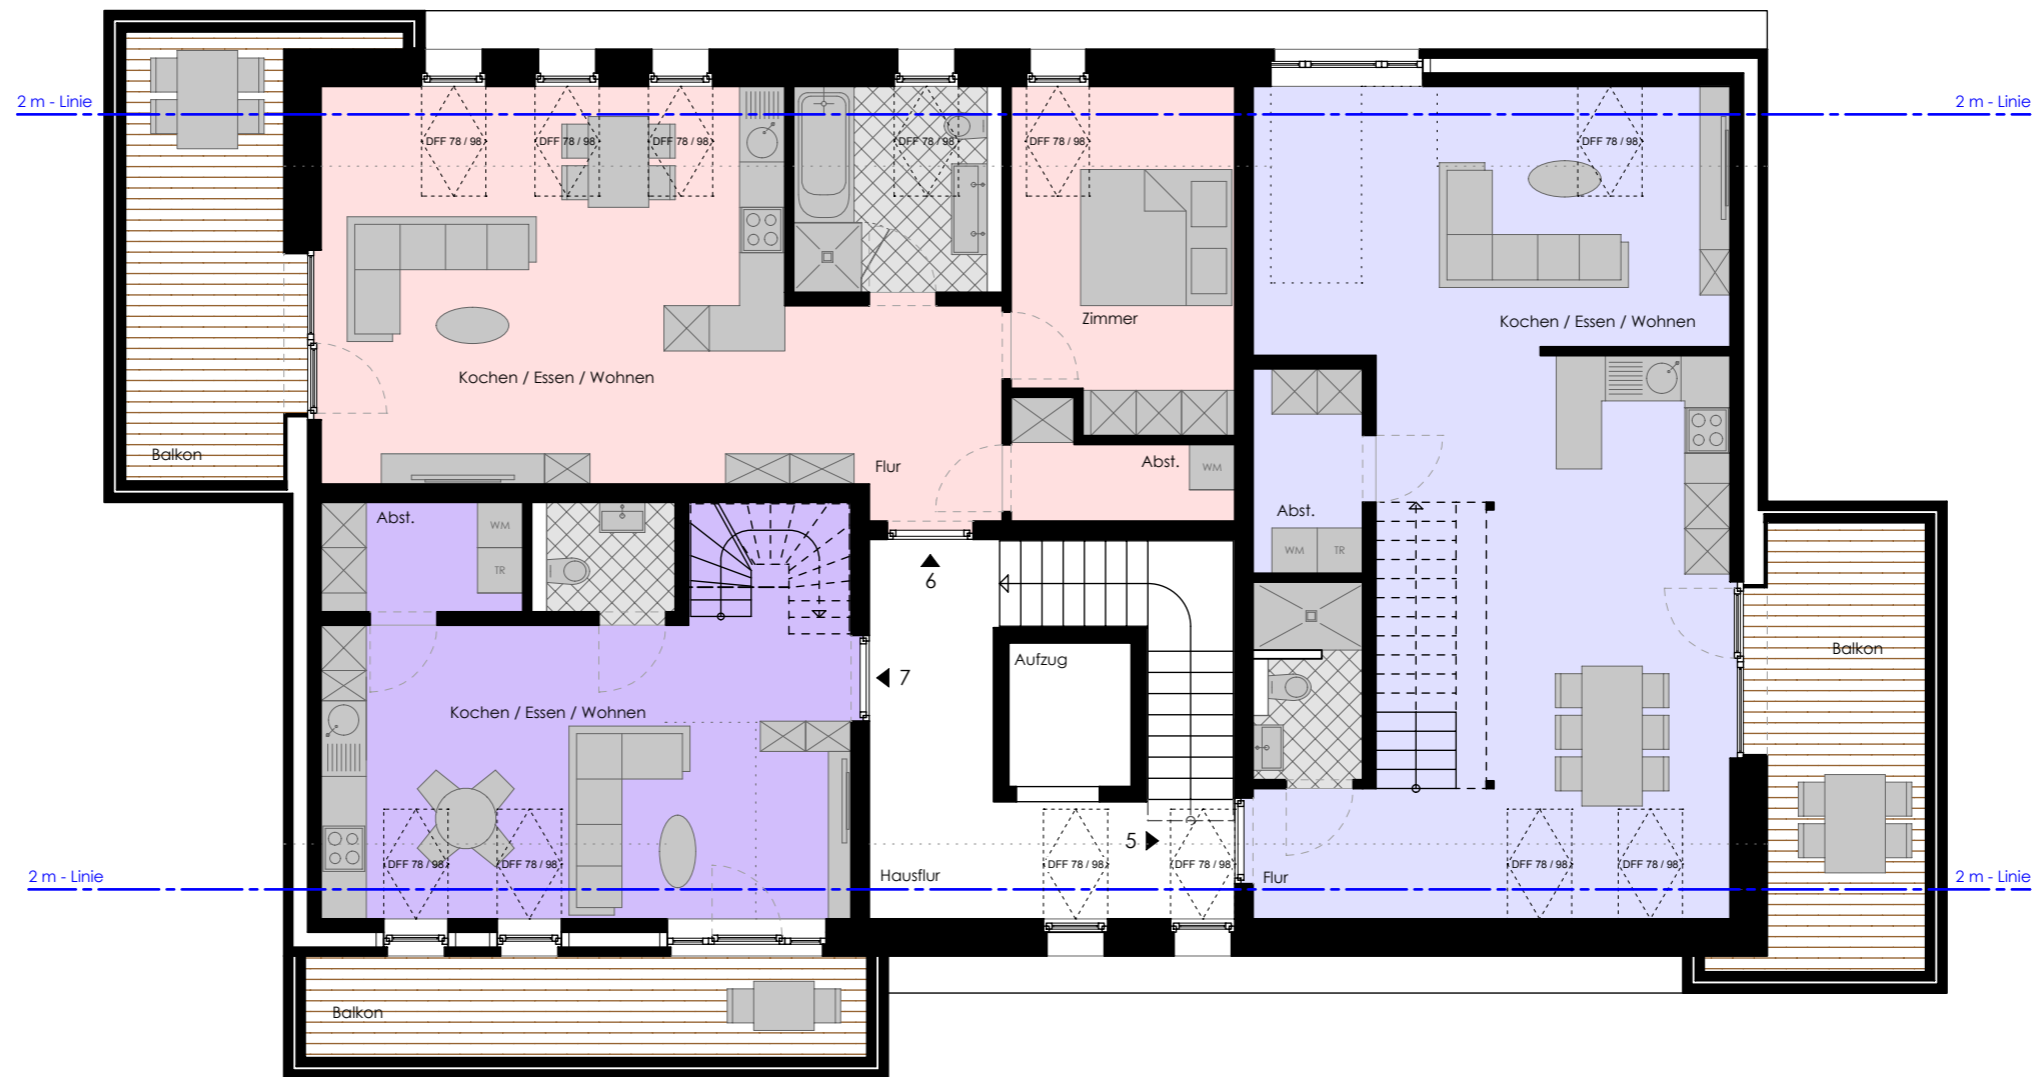 2 m - Linie
2 m - Linie
DFF 78 / 98
DFF 78 / 98
DFF 78 / 98
DFF 78 / 98
DFF 78 / 98
DFF 78 / 98
Zimmer
Kochen / Essen / Wohnen
Kochen / Essen / Wohnen
Balkon
Flur
Abst.
WM
Abst.
WM
TR
Abst.
WM
TR
6
Aufzug
Balkon
7
Kochen / Essen / Wohnen
5
DFF 78 / 98
DFF 78 / 98
DFF 78 / 98
DFF 78 / 98
DFF 78 / 98
DFF 78 / 98
2 m - Linie
Hausflur
Flur
2 m - Linie
Balkon